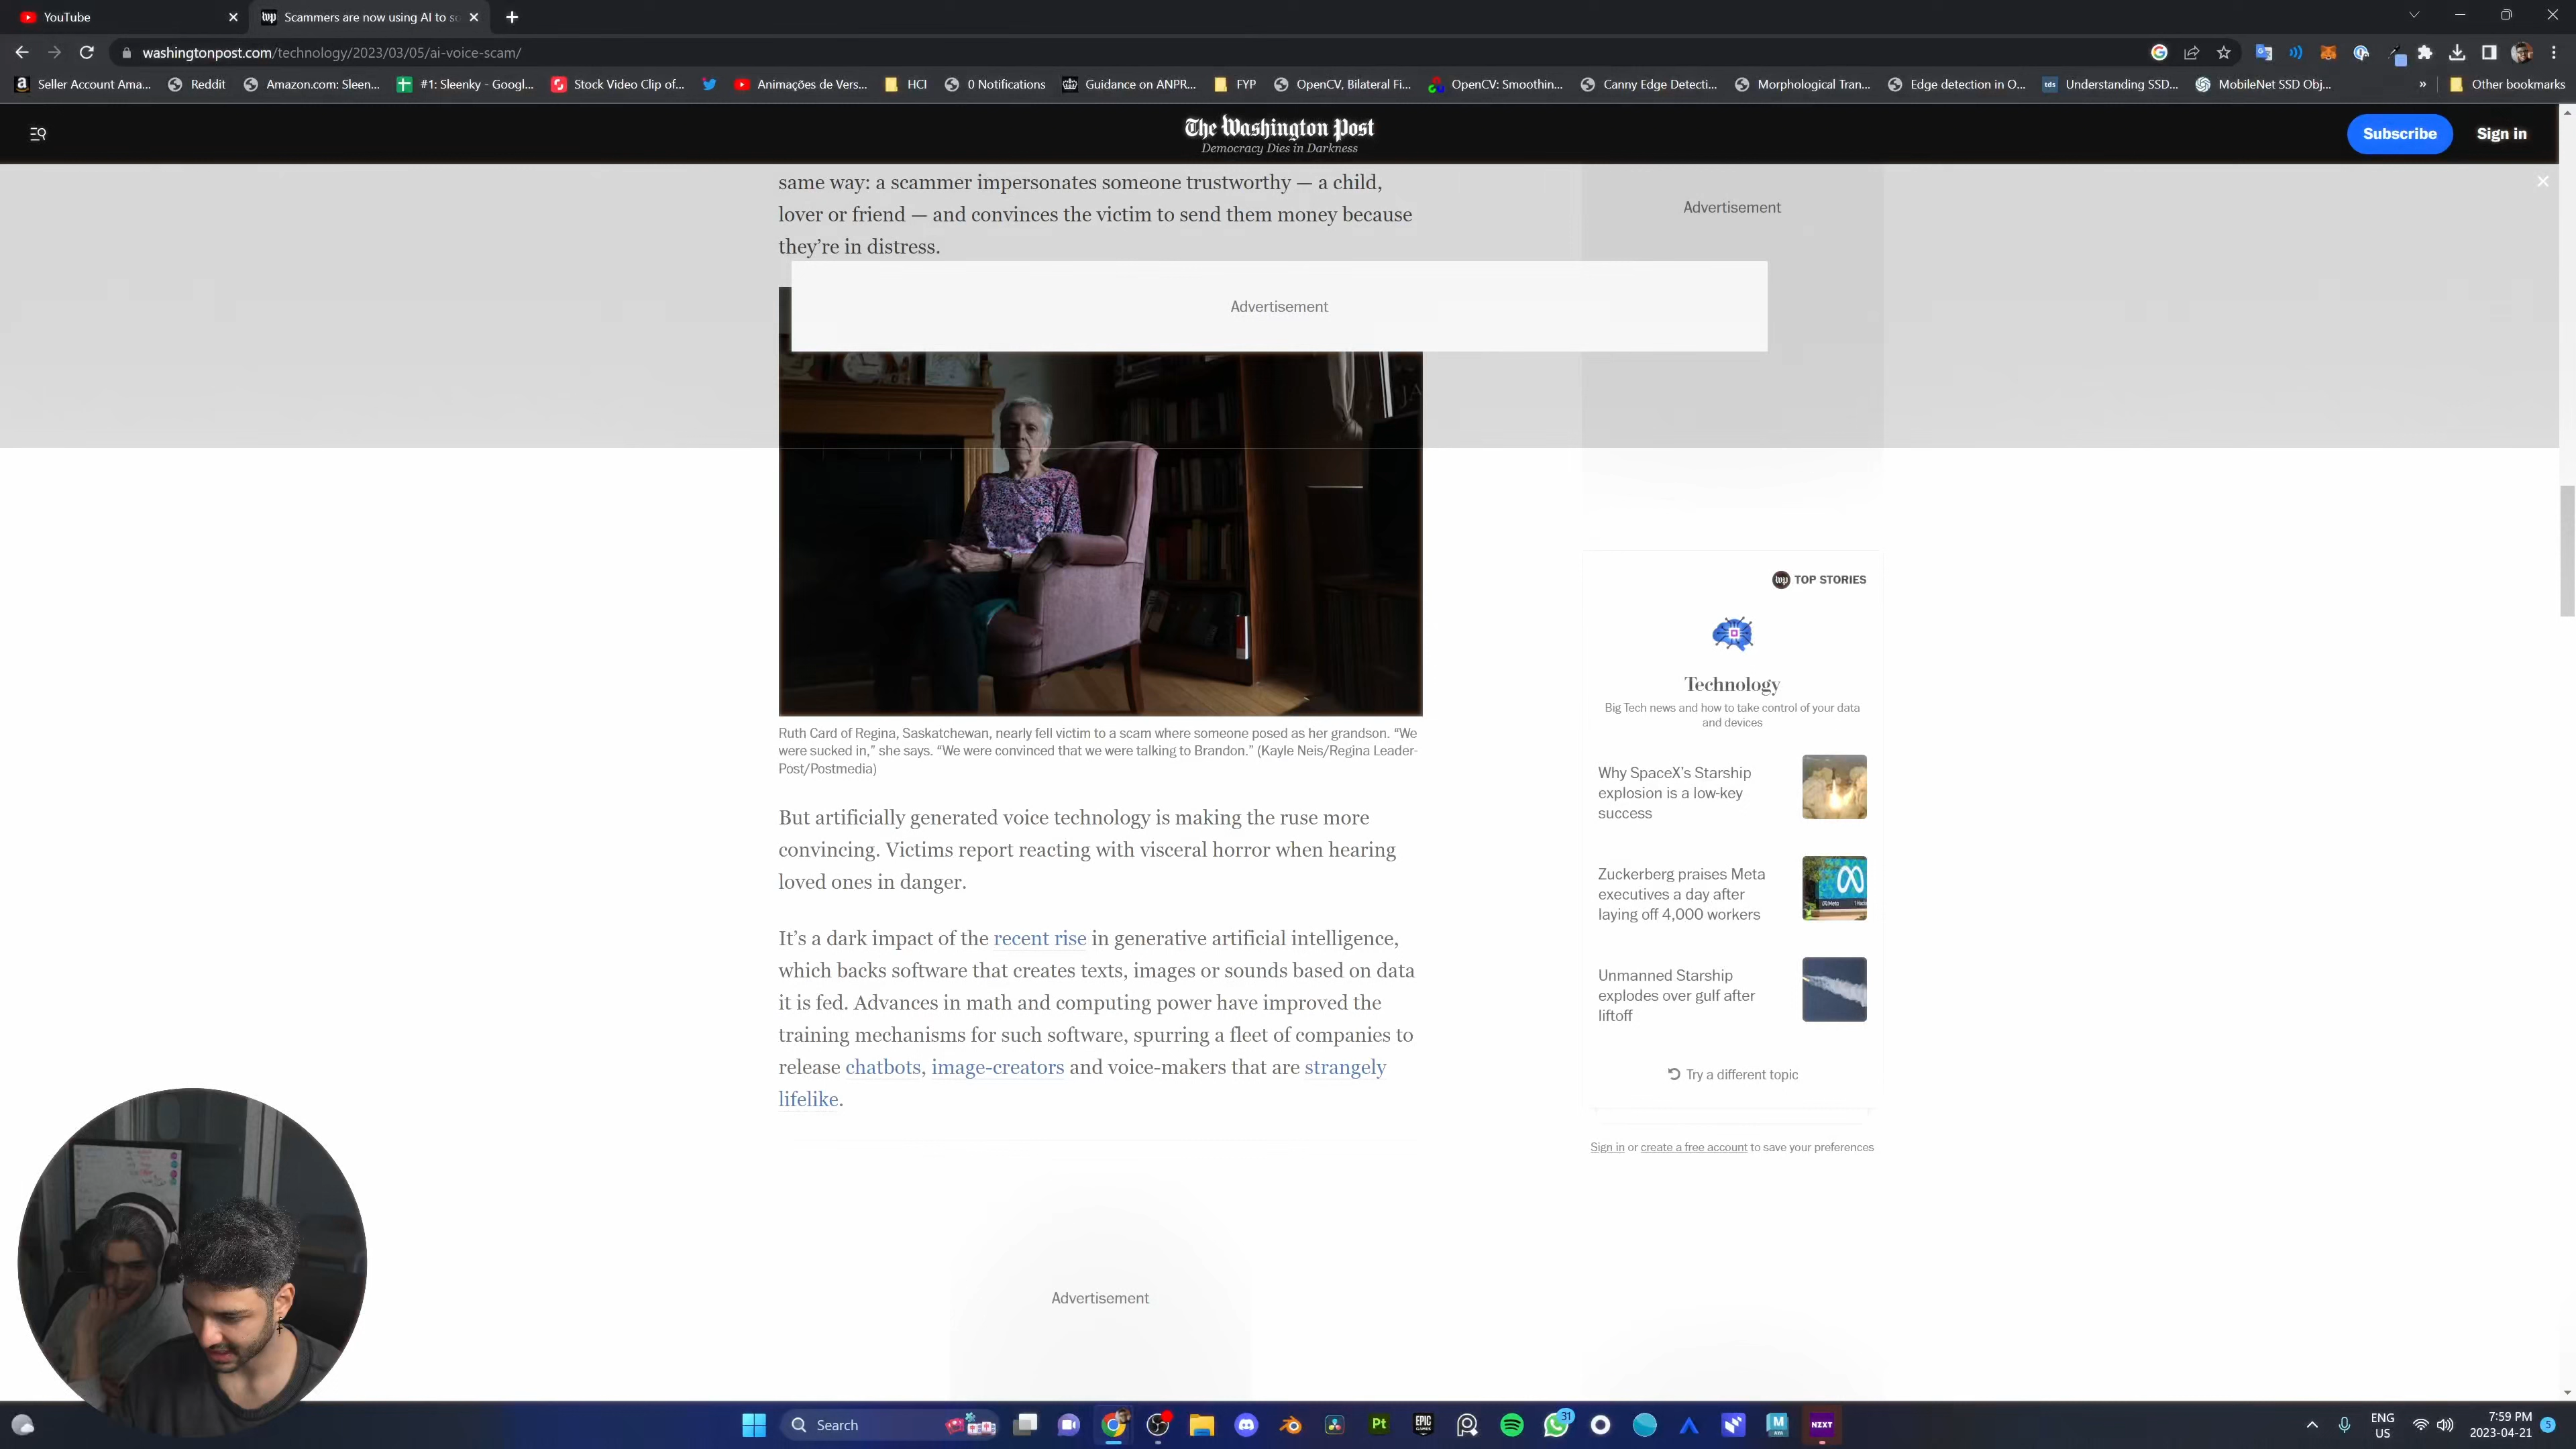 YouTube
Scammers are now using AI to sc
washingtonpost.com/technology/2023/03/05/ai-voice-scam/
Seller Account Ama...
Reddit
Amazon.com: Sleen...
#1: Sleenky - Googl...
Stock Video Clip of...
Animações de Vers...
HCI
0 Notifications
Guidance on ANPR...
FYP
OpenCV, Bilateral Fi...
OpenCV: Smoothin...
Canny Edge Detecti...
Morphological Tran...
Edge detection in O...
tds
Understanding SSD...
MobileNet SSD Obj...
»
Other bookmarks
The Washington Post
Democracy Dies in Darkness
Subscribe
Sign in
same way: a scammer impersonates someone trustworthy — a child,
lover or friend — and convinces the victim to send them money because
they’re in distress.
Advertisement
Advertisement
Ruth Card of Regina, Saskatchewan, nearly fell victim to a scam where someone posed as her grandson. “We
were sucked in,” she says. “We were convinced that we were talking to Brandon.” (Kayle Neis/Regina Leader-
Post/Postmedia)
But artificially generated voice technology is making the ruse more
convincing. Victims report reacting with visceral horror when hearing
loved ones in danger.
It’s a dark impact of the recent rise in generative artificial intelligence,
which backs software that creates texts, images or sounds based on data
it is fed. Advances in math and computing power have improved the
training mechanisms for such software, spurring a fleet of companies to
release chatbots, image-creators and voice-makers that are strangely
lifelike.
Advertisement
wp TOP STORIES
Technology
Big Tech news and how to take control of your data
and devices
Why SpaceX’s Starship
explosion is a low-key
success
Zuckerberg praises Meta
executives a day after
laying off 4,000 workers
Unmanned Starship
explodes over gulf after
liftoff
Try a different topic
Sign in or create a free account to save your preferences
Search
Pt
EPIC
GAMES
31
M
NZXT
ENG
US
7:59 PM
2023-04-21
5